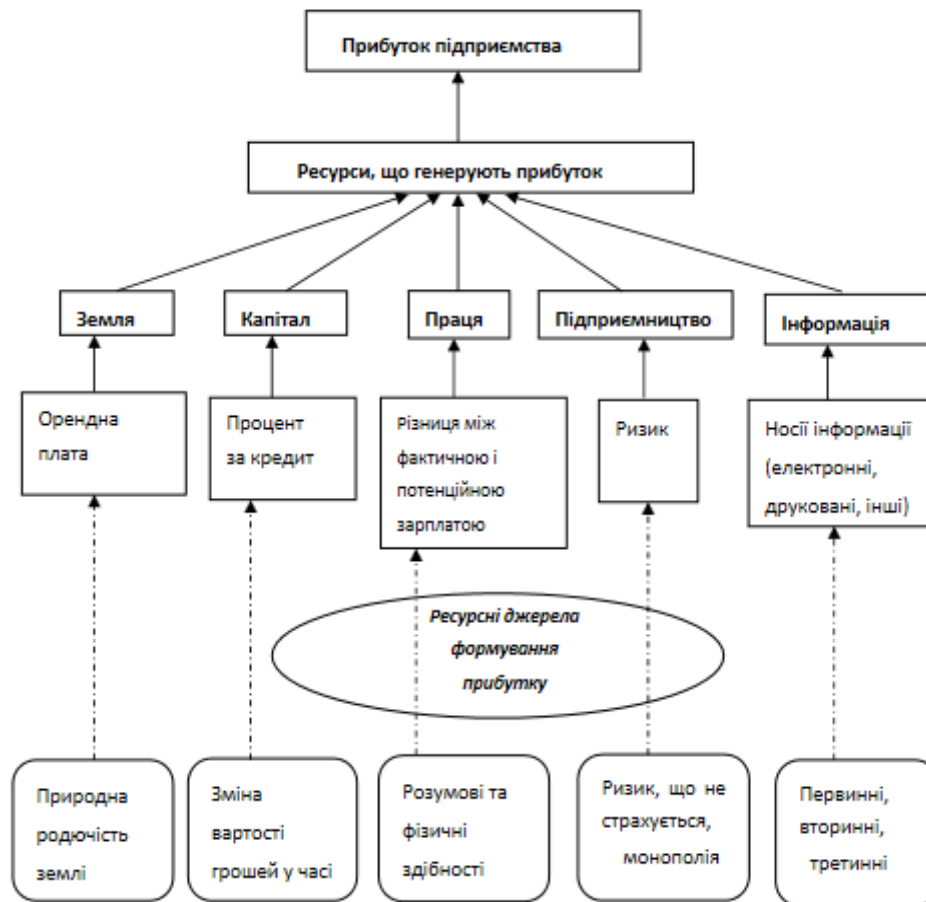 Прибуток підприємства
Ресурси, що генерують прибуток
Земля
Капітал
Праця
Підприємництво
Інформація
Орендна
плата
Процент
за кредит
Різниця між
фактичною і
потенційною
зарплатою
Ризик
Носії інформації
(електронні,
друковані, інші)
Ресурсні джерела
формування
прибутку
Природна
родючість
землі
Зміна
вартості
грошей у часі
Розумові та
фізичні
здібності
Ризик, що не
страхується,
монополія
Первинні,
вторинні,
третинні